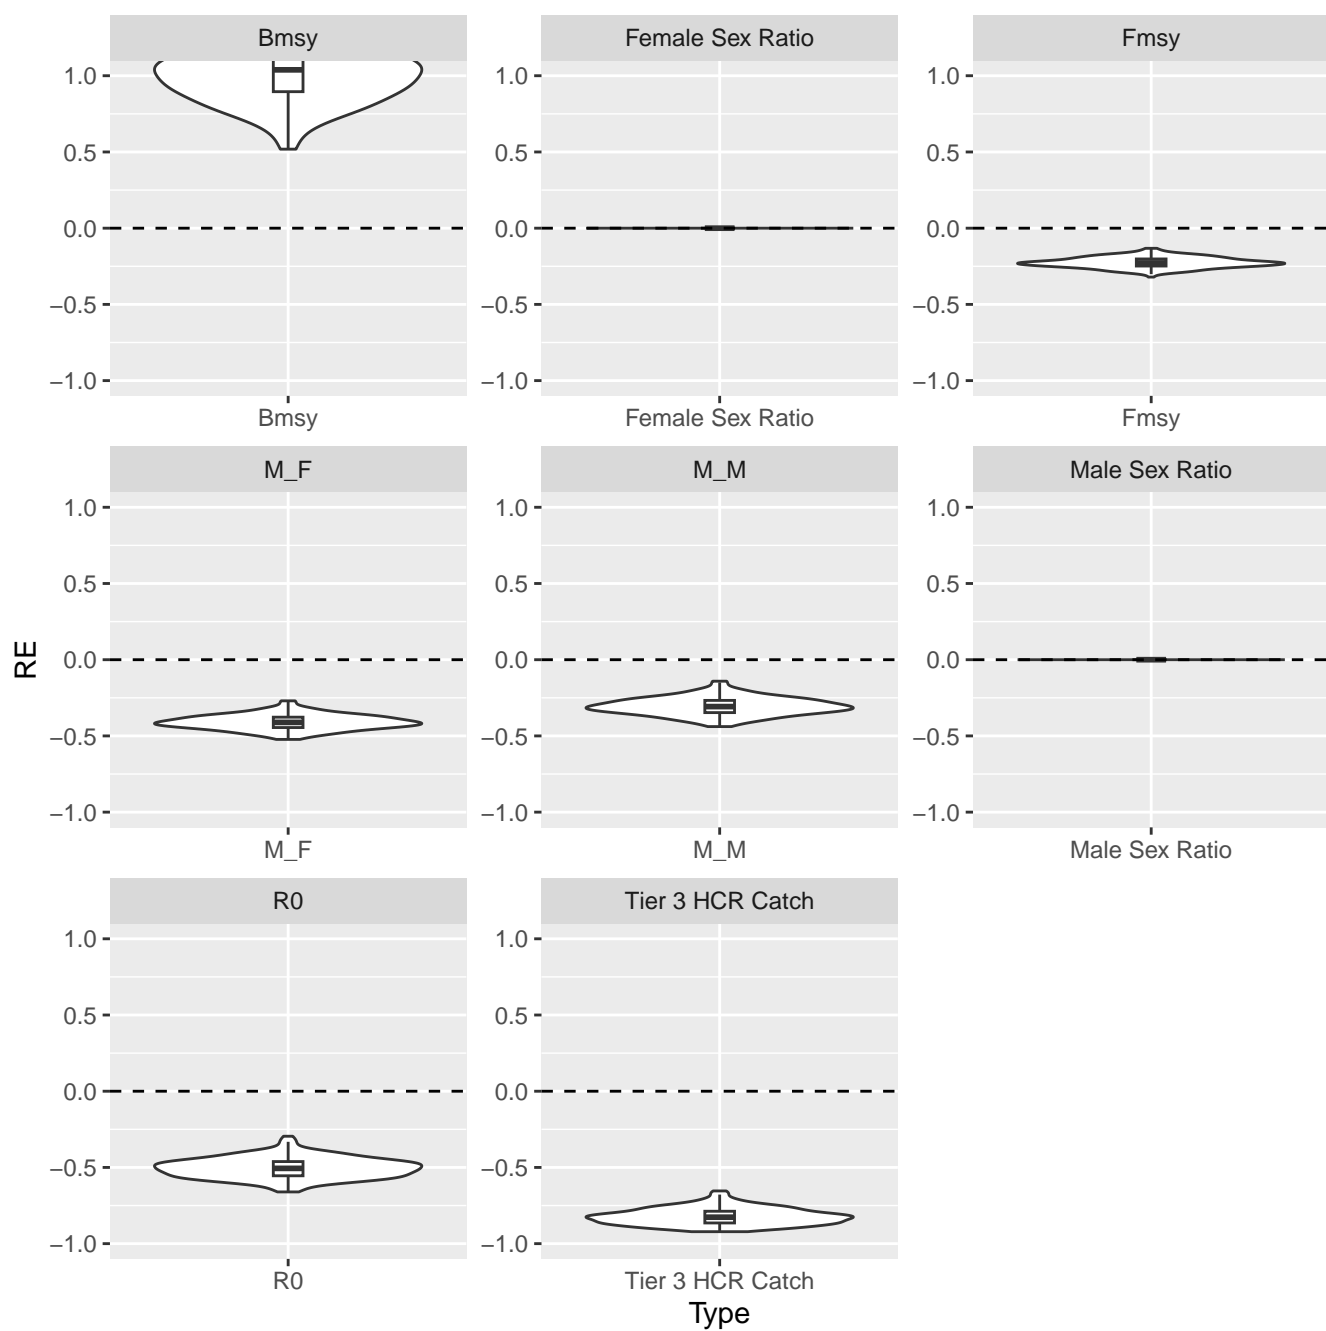 Bmsy Female Sex Ratio Fmsy
1.0 1.0 1.0
0.5 0.5 0.5
0.0 0.0 0.0
−0.5 −0.5 −0.5
−1.0 −1.0 −1.0
Bmsy Female Sex Ratio Fmsy
M_F M_M Male Sex Ratio
1.0 1.0 1.0
0.5 0.5 0.5
RE
0.0 0.0 0.0
−0.5 −0.5 −0.5
−1.0 −1.0 −1.0
M_F M_M Male Sex Ratio
R0 Tier 3 HCR Catch
1.0 1.0
0.5 0.5
0.0 0.0
−0.5 −0.5
−1.0 −1.0
R0 Tier 3 HCR Catch
Type